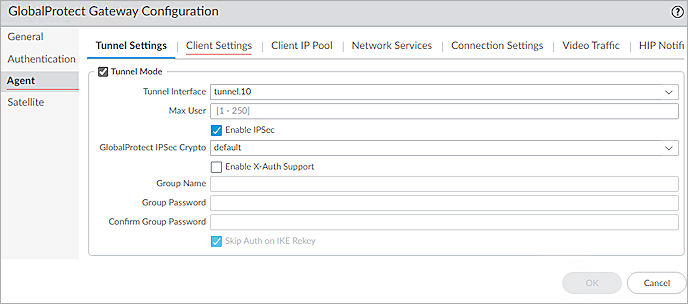 GlobalProtect Gateway Configuration
General
Authentication
Agent
Satellite
Tunnel Settings Client Settings Client IP Pool Network Services Connection Settings Video Traffic HIP Notifi
Tunnel Mode
Tunnel Interface tunnel.10
Max User [1 - 250]
Enable IPSec
GlobalProtect IPSec Crypto default
Enable X-Auth Support
Group Name
Group Password
Confirm Group Password
Skip Auth on IKE Rekey
OK Cancel